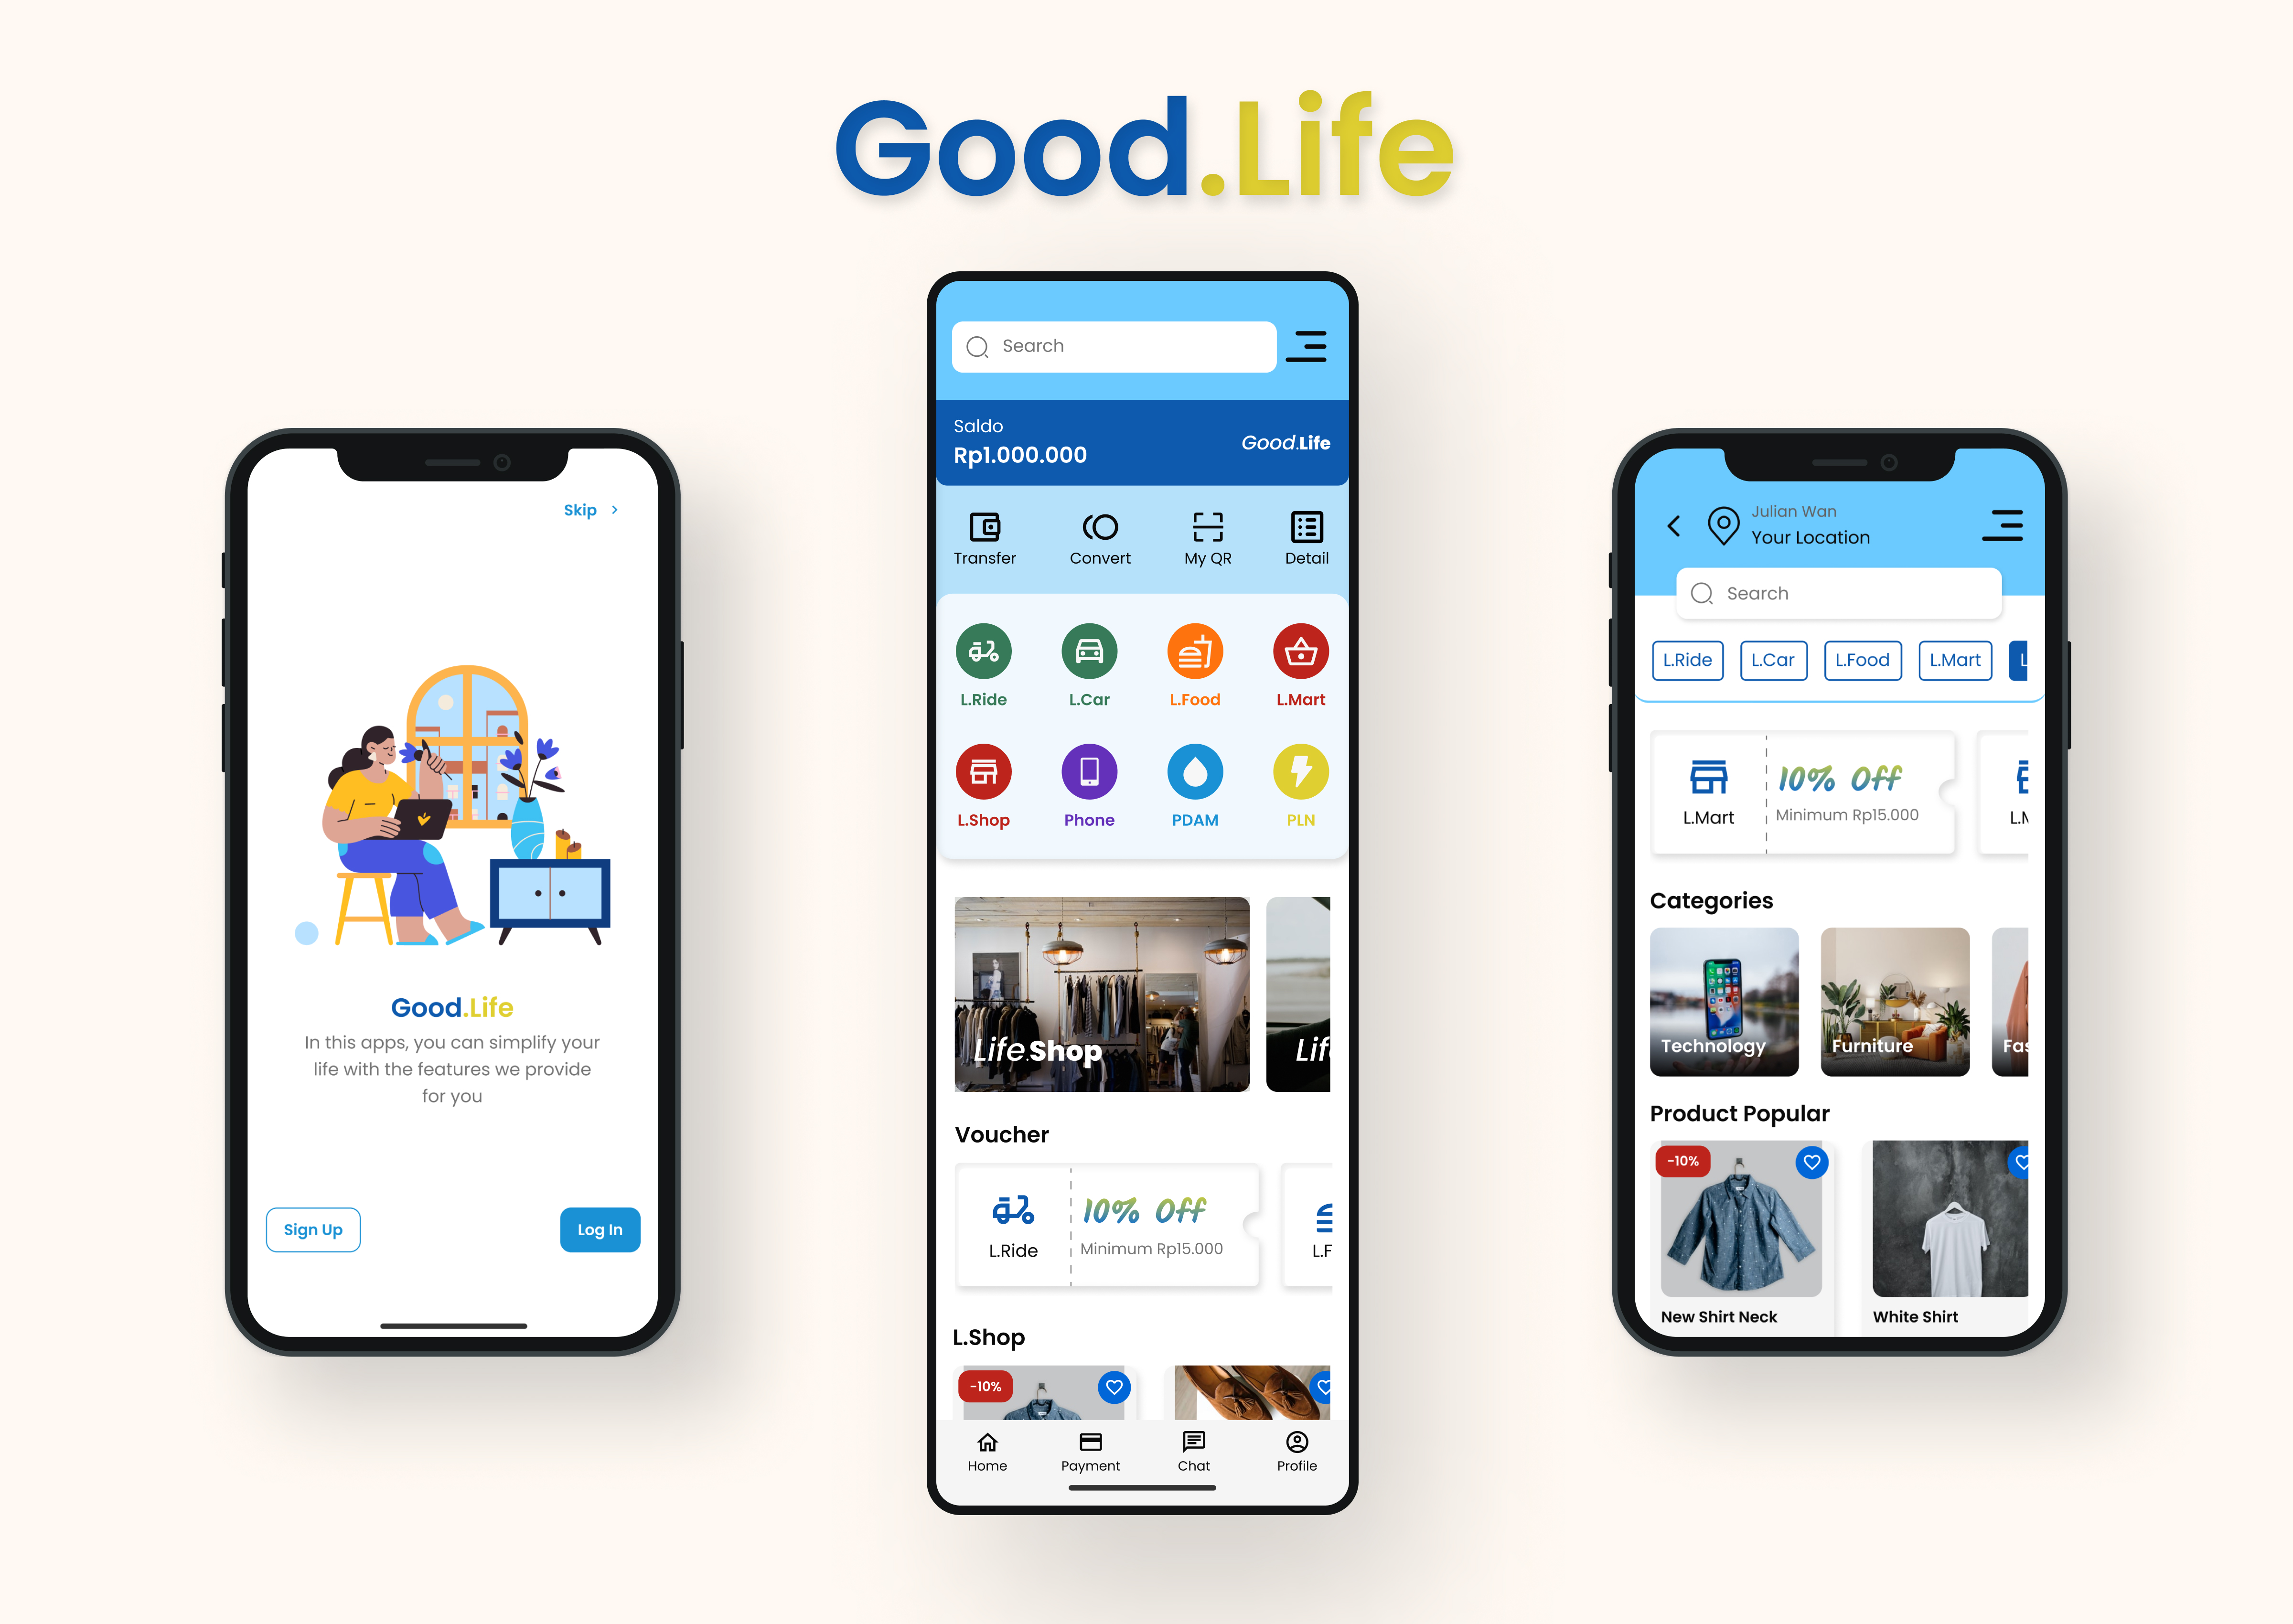 Good.Life
Skip
Good.Life
In this apps, you can simplify your
life with the features we provide
for you
Sign Up
Log In
Search
Saldo
Rp1.000.000
Good.Life
Transfer
Convert
My QR
Detail
L.Ride
L.Car
L.Food
L.Mart
L.Shop
Phone
PDAM
PLN
Life.Shop
Lif
Voucher
10% Off
L.Ride
Minimum Rp15.000
L.F
L.Shop
-10%
Home
Payment
Chat
Profile
Julian Wan
Your Location
Search
L.Ride
L.Car
L.Food
L.Mart
L
10% Off
L.Mart
Minimum Rp15.000
Categories
Technology
Furniture
Fas
Product Popular
-10%
New Shirt Neck
White Shirt